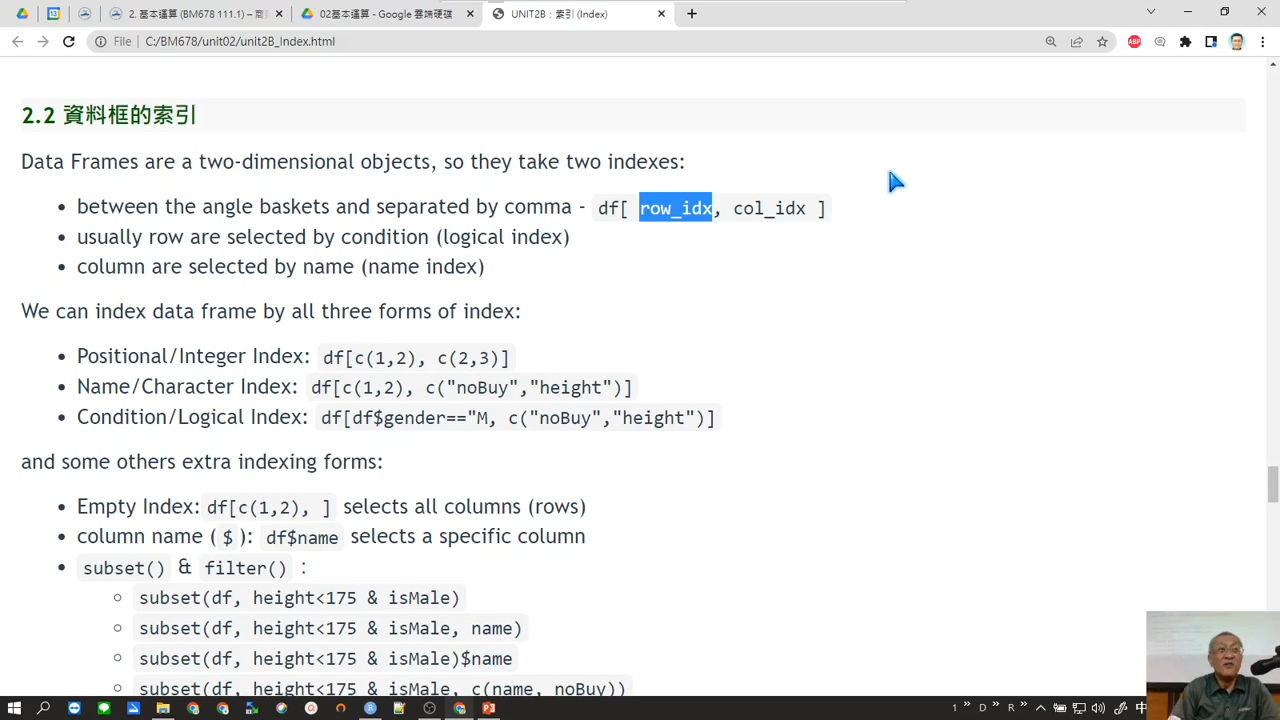 2. 基本運算 (BM678 111.1) – 商
02基本運算 - Google 雲端硬碟
UNIT2B：索引 (Index)
File
C:/BM678/unit02/unit2B_Index.html
ABP
2.2 資料框的索引
Data Frames are a two-dimensional objects, so they take two indexes:
• between the angle baskets and separated by comma - df[ row_idx, col_idx ]
• usually row are selected by condition (logical index)
• column are selected by name (name index)
We can index data frame by all three forms of index:
• Positional/Integer Index: df[c(1,2), c(2,3)]
• Name/Character Index: df[c(1,2), c("noBuy","height")]
• Condition/Logical Index: df[df$gender=="M, c("noBuy","height")]
and some others extra indexing forms:
• Empty Index: df[c(1,2), ] selects all columns (rows)
• column name ( $ ): df$name selects a specific column
• subset() & filter() :
○ subset(df, height<175 & isMale)
○ subset(df, height<175 & isMale, name)
○ subset(df, height<175 & isMale)$name
○ subset(df, height<175 & isMale, c(name, noBuy))
1 » D » R » 中